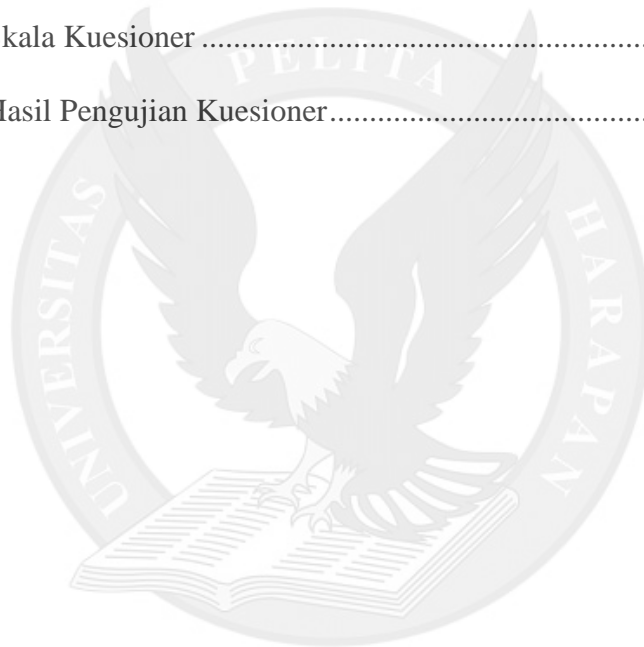 kala Kuesioner ....................................................
Hasil Pengujian Kuesioner....................................
UNIVERSITAS PELITA HARAPAN